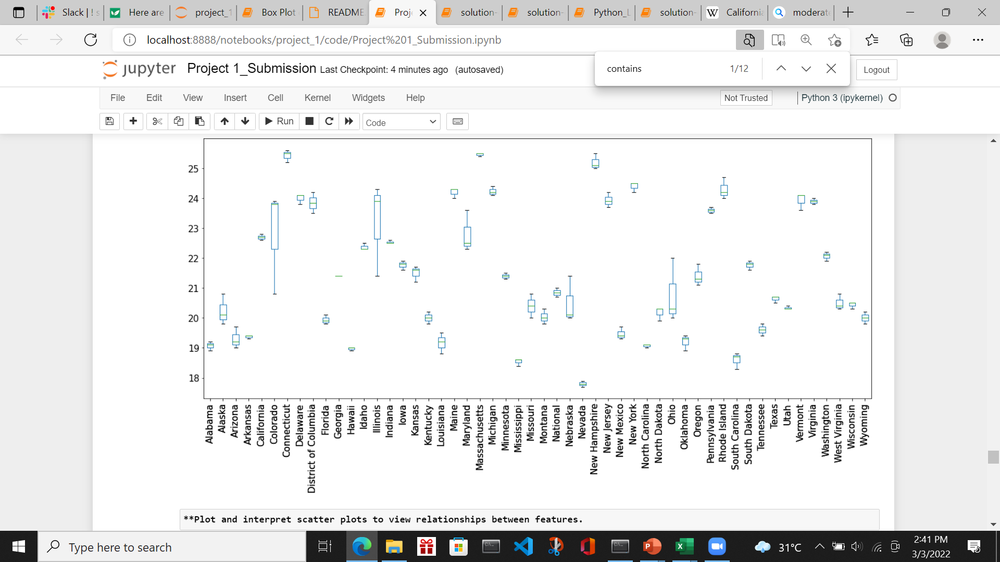 Slack | ! s
Here are
project_1
Box Plot
README.
Proje
solution-
solution-
Python_L
solution-
California
moderate
localhost:8888/notebooks/project_1/code/Project%201_Submission.ipynb
contains 1/12
jupyter Project 1_Submission Last Checkpoint: 4 minutes ago (autosaved)
Logout
File Edit View Insert Cell Kernel Widgets Help
Not Trusted
Python 3 (ipykernel)
Run
Code
25
24
23
22
21
20
19
18
Alabama
Alaska
Arizona
Arkansas
California
Colorado
Connecticut
Delaware
District of Columbia
Florida
Georgia
Hawaii
Idaho
Illinois
Indiana
Iowa
Kansas
Kentucky
Louisiana
Maine
Maryland
Massachusetts
Michigan
Minnesota
Mississippi
Missouri
Montana
National
Nebraska
Nevada
New Hampshire
New Jersey
New Mexico
New York
North Carolina
North Dakota
Ohio
Oklahoma
Oregon
Pennsylvania
Rhode Island
South Carolina
South Dakota
Tennessee
Texas
Utah
Vermont
Virginia
Washington
West Virginia
Wisconsin
Wyoming
**Plot and interpret scatter plots to view relationships between features.
Type here to search
31°C
2:41 PM
3/3/2022